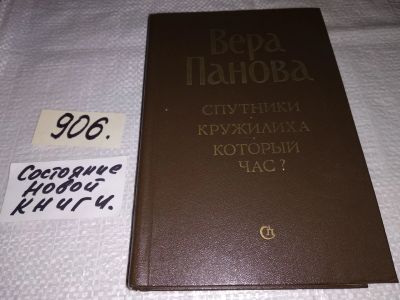 Вера
Панова
СПУТНИКИ
КРУЖИЛИХА
КОТОРЫЙ
ЧАС?
906.
Состояние
новой
книги.